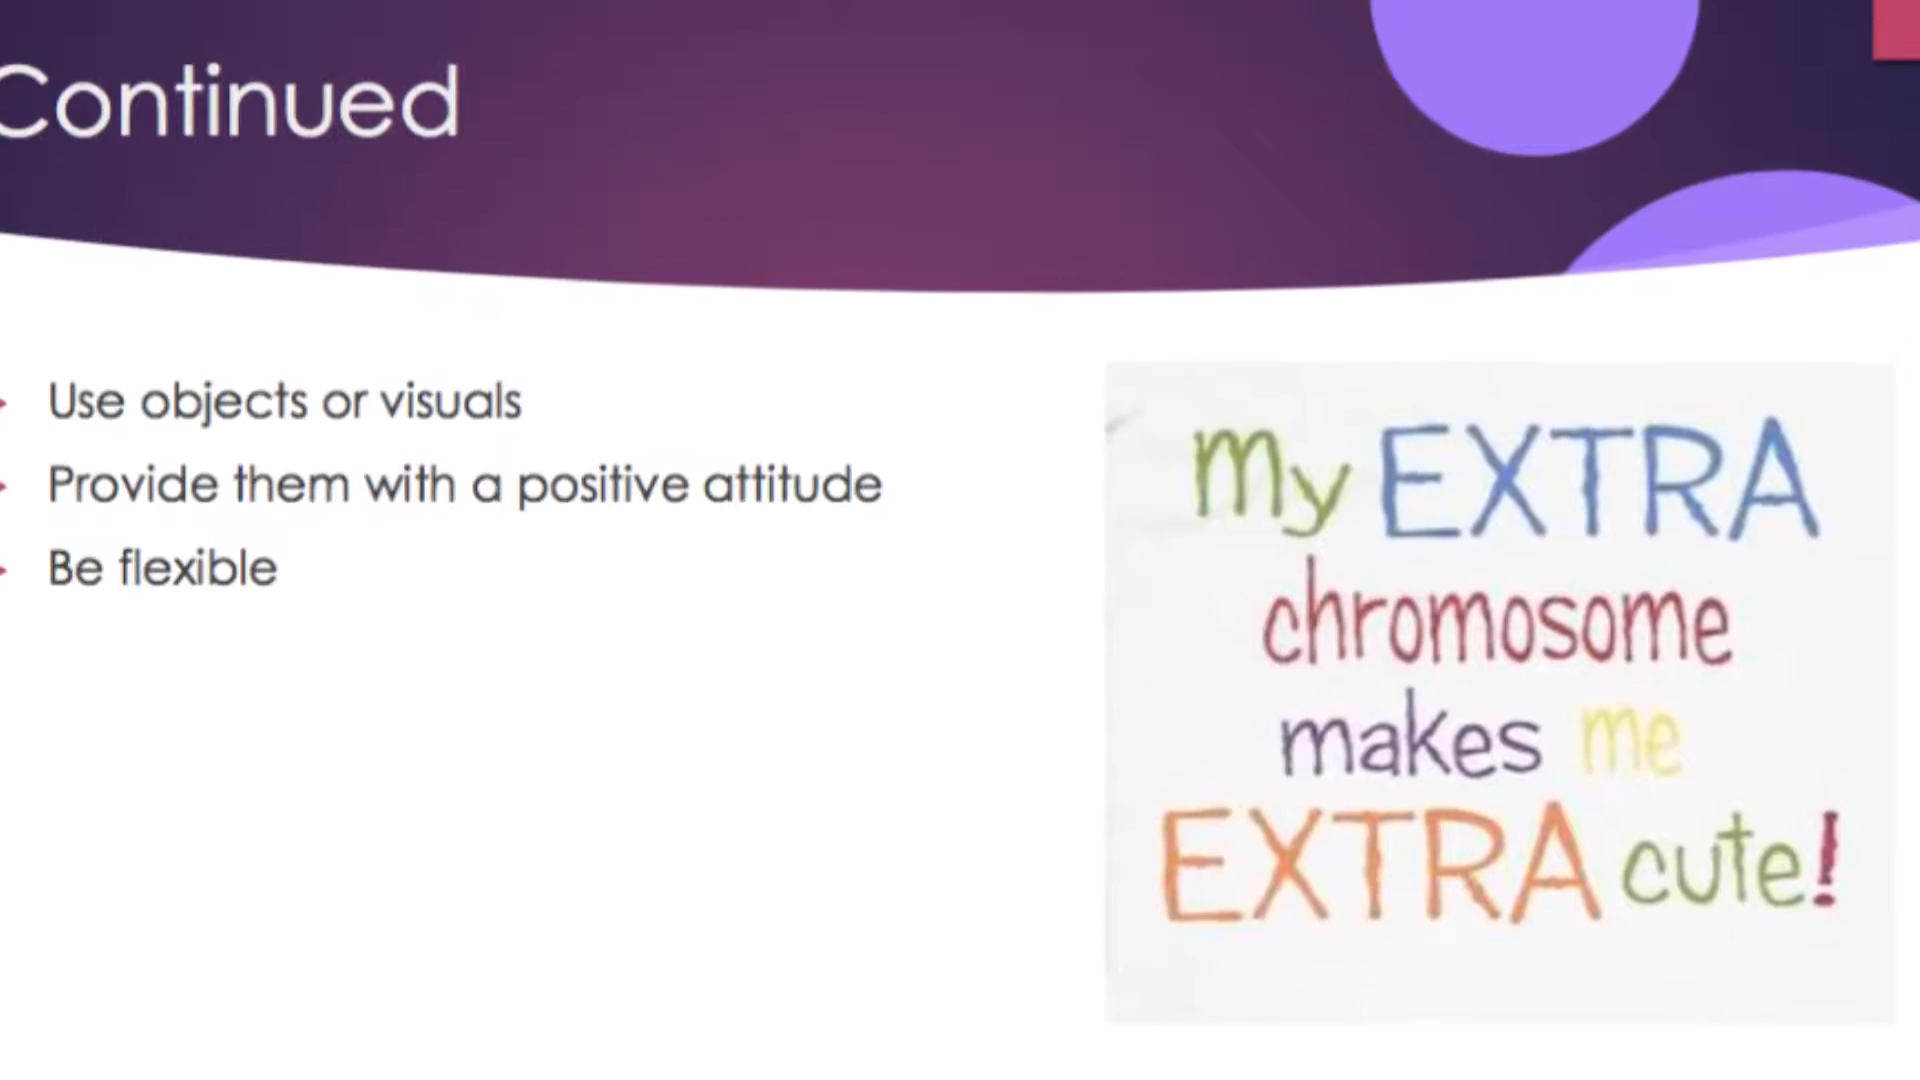 Continued
Use objects or visuals
Provide them with a positive attitude
Be flexible
my EXTRA
chromosome
makes me
EXTRA cute!